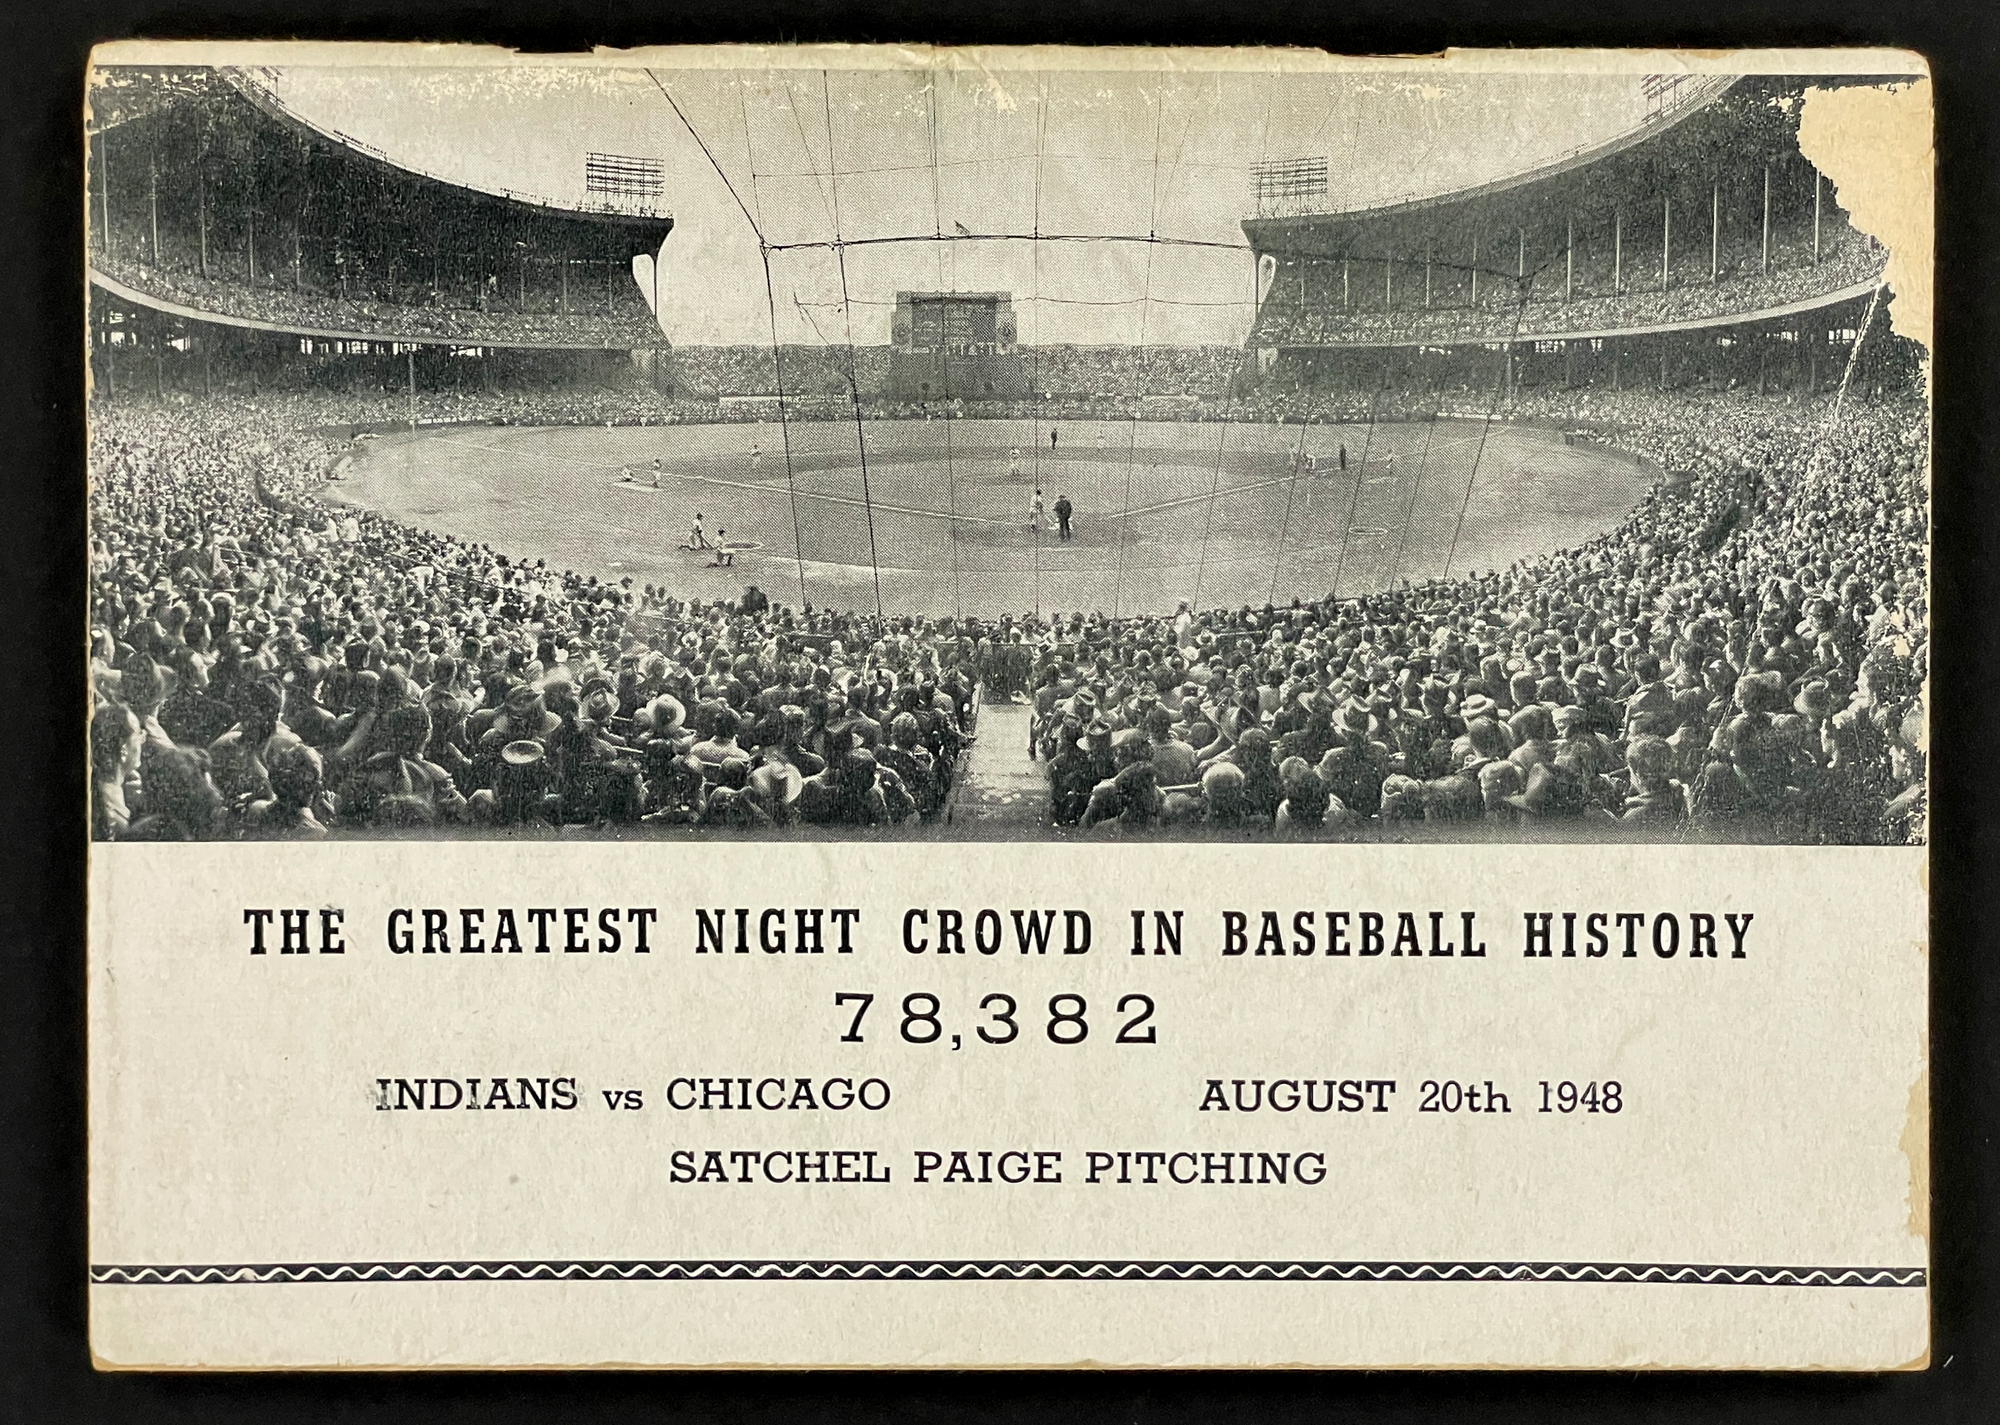 THE GREATEST NIGHT CROWD IN BASEBALL HISTORY
78,382
INDIANS vs CHICAGO AUGUST 20th 1948
SATCHEL PAIGE PITCHING